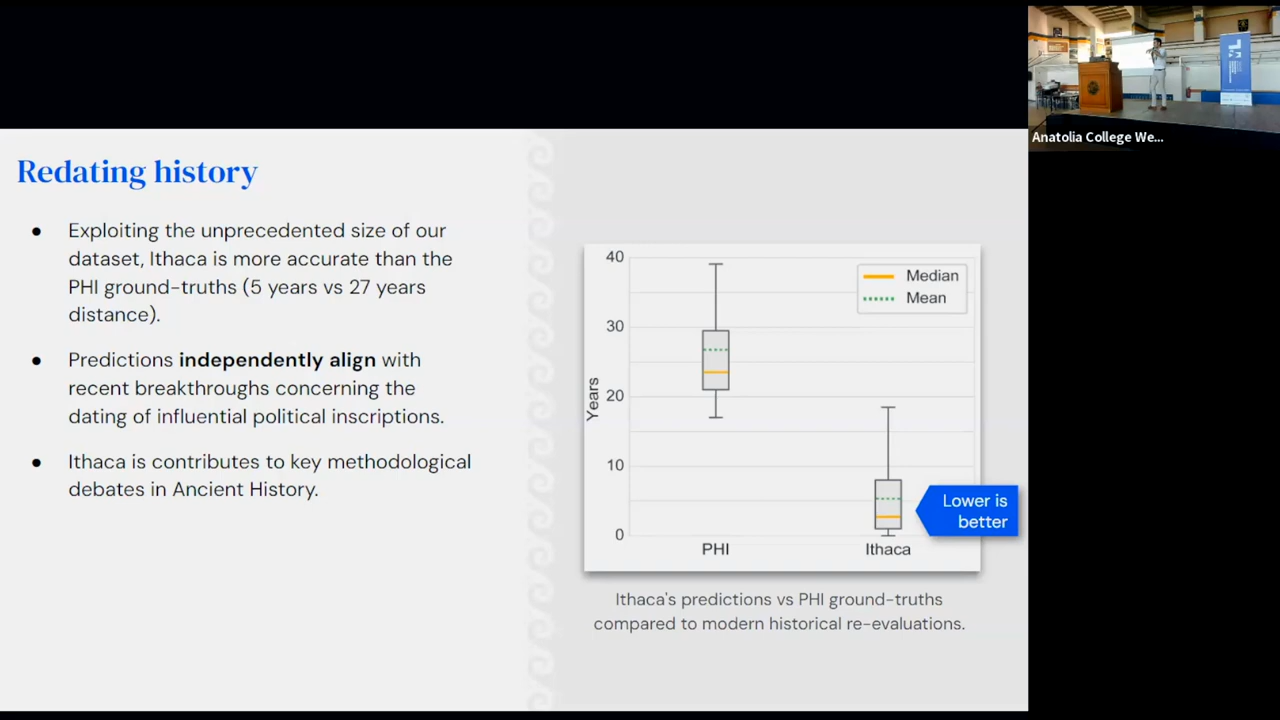 Anatolia College We...
Redating history
● Exploiting the unprecedented size of our
dataset, Ithaca is more accurate than the
PHI ground-truths (5 years vs 27 years
distance).
● Predictions independently align with
recent breakthroughs concerning the
dating of influential political inscriptions.
● Ithaca is contributes to key methodological
debates in Ancient History.
40
30
20
10
0
Years
Median
Mean
PHI
Ithaca
Lower is
better
Ithaca's predictions vs PHI ground-truths
compared to modern historical re-evaluations.